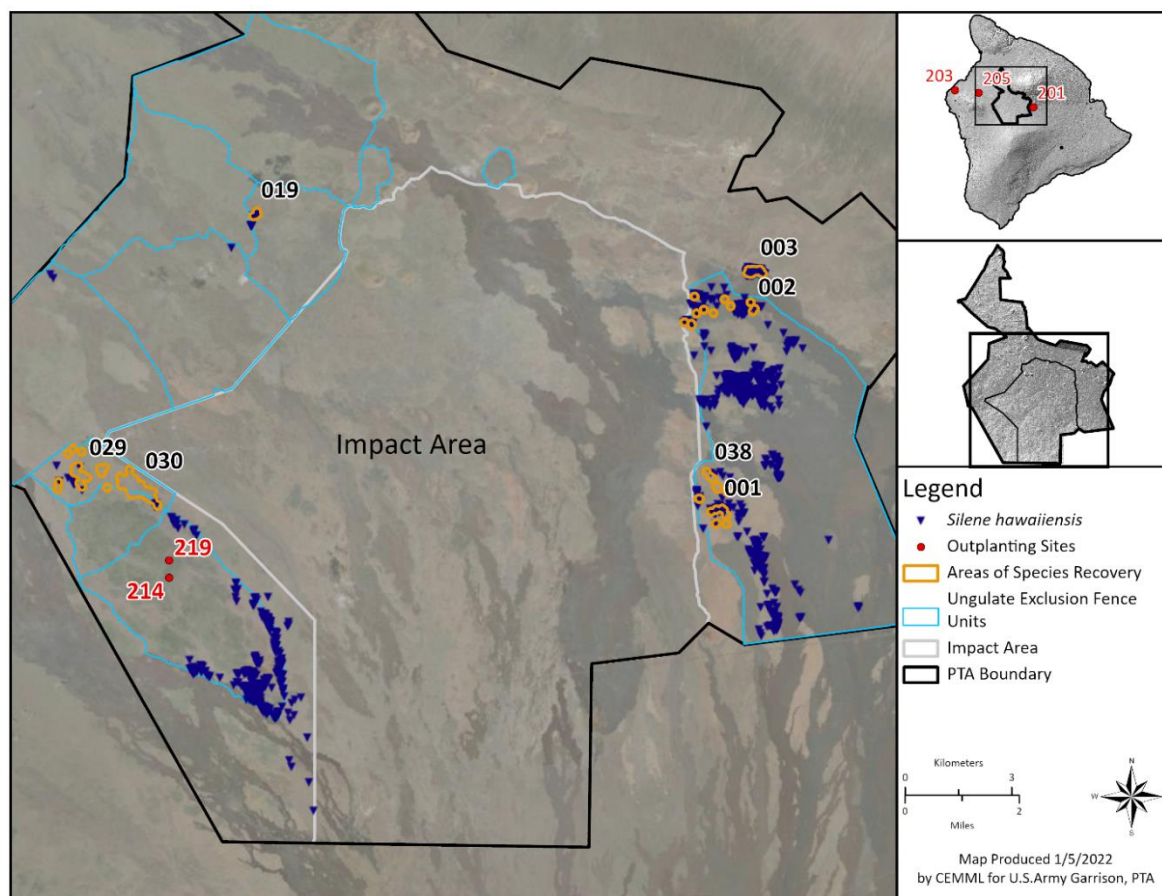 019
003
002
Impact Area
029
030
038
001
219
214
203
205
201
Legend
Silene hawaiiensis
Outplanting Sites
Areas of Species Recovery
Ungulate Exclusion Fence
Units
Impact Area
PTA Boundary
Kilometers
0 3
0 2
Miles
N
W E
S
Map Produced 1/5/2022
by CEMML for U.S.Army Garrison, PTA